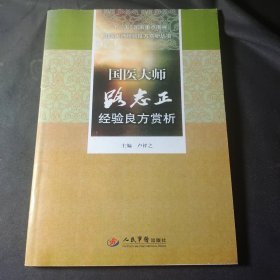 国医大师
路志正
经验良方赏析
主编 卢祥之
人民军医出版社